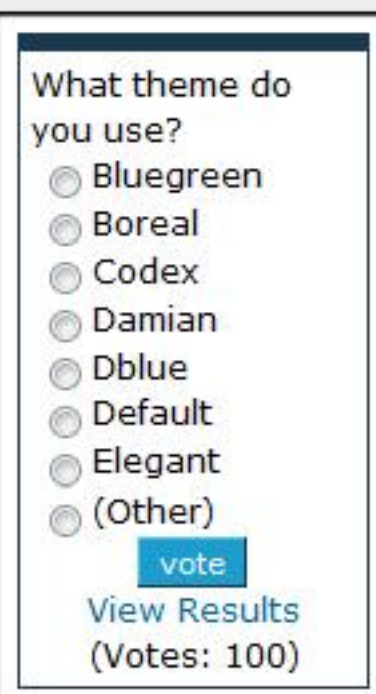 What theme do
you use?
Bluegreen
Boreal
Codex
Damian
Dblue
Default
Elegant
(Other)
vote
View Results
(Votes: 100)